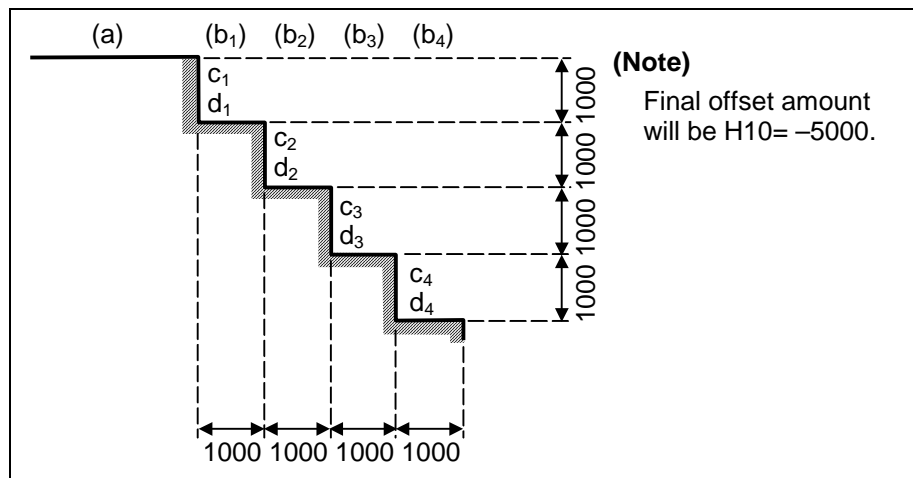 (a) (b₁) (b₂) (b₃) (b₄)
(Note)
Final offset amount
will be H10= –5000.
c₁
d₁
1000
c₂
d₂
1000
c₃
d₃
1000
c₄
d₄
1000
1000 1000 1000 1000